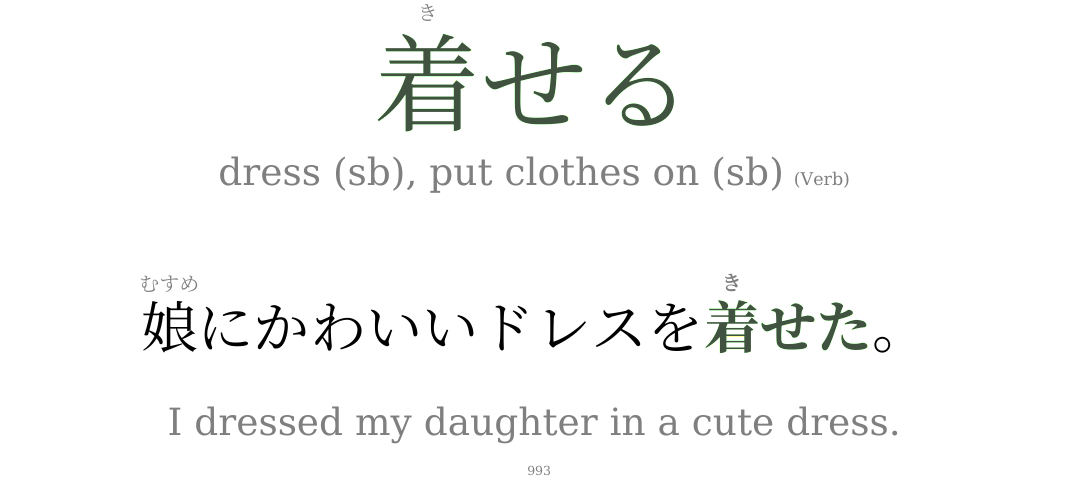 き
着せる
dress (sb), put clothes on (sb) (Verb)
むすめ き
娘にかわいいドレスを着せた。
I dressed my daughter in a cute dress.
993